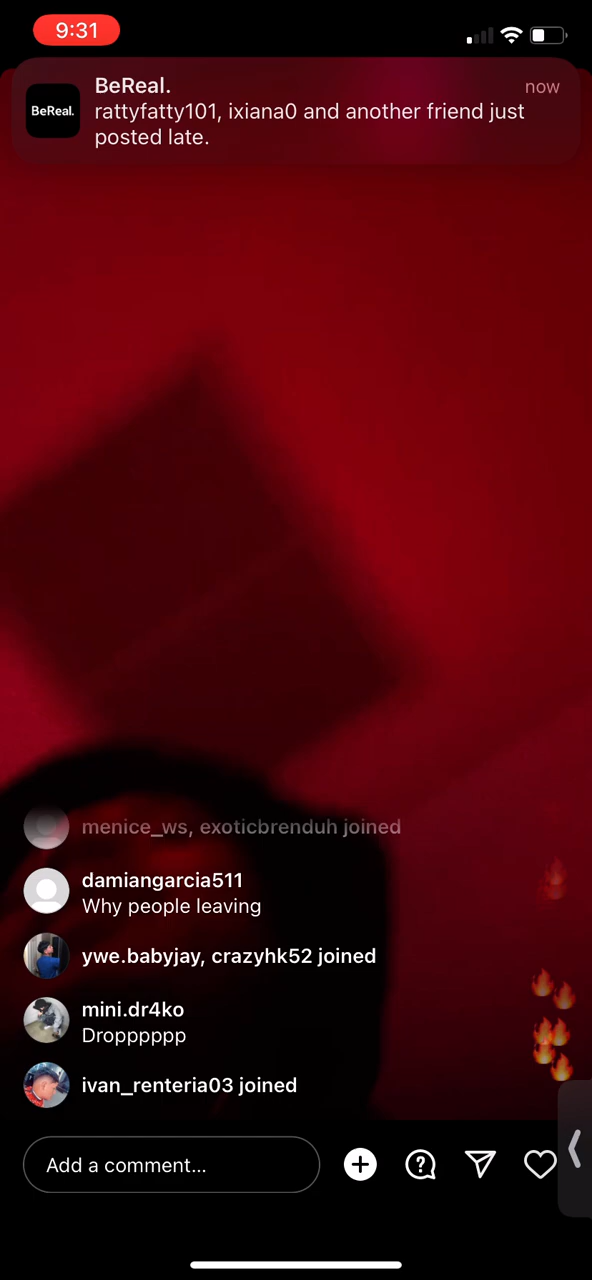 9:31
BeReal.
now
BeReal.
rattyfatty101, ixiana0 and another friend just
posted late.
menice_ws, exoticbrenduh joined
damiangarcia511
Why people leaving
ywe.babyjay, crazyhk52 joined
mini.dr4ko
Dropppppp
ivan_renteria03 joined
Add a comment...